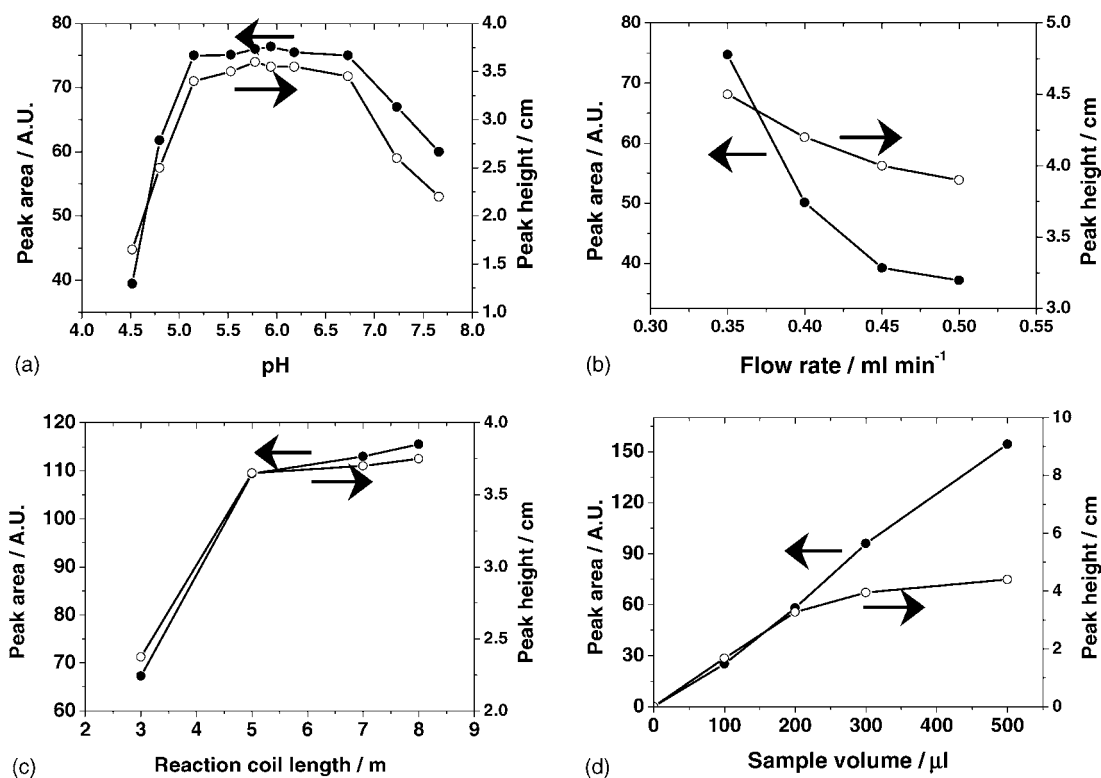 80
70
60
50
40
Peak area / A.U.
4.0
3.5
3.0
2.5
2.0
1.5
1.0
Peak height / cm
4.0 4.5 5.0 5.5 6.0 6.5 7.0 7.5 8.0
pH
(a)
80
70
60
50
40
Peak area / A.U.
5.0
4.5
4.0
3.5
3.0
Peak height / cm
0.30 0.35 0.40 0.45 0.50 0.55
Flow rate / ml min⁻¹
(b)
120
110
100
90
80
70
60
Peak area / A.U.
4.0
3.5
3.0
2.5
2.0
Peak height / cm
2 3 4 5 6 7 8 9
Reaction coil length / m
(c)
150
120
90
60
30
0
Peak area / A.U.
10
8
6
4
2
0
Peak height / cm
0 100 200 300 400 500
Sample volume / µl
(d)